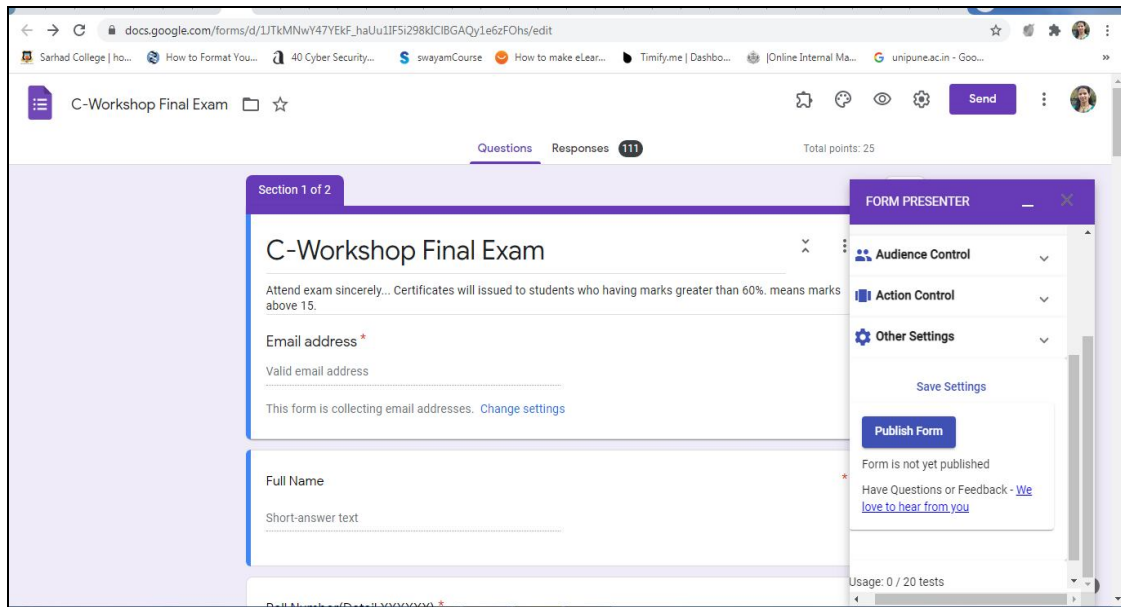 docs.google.com/forms/d/1JTkMNwY47YEkF_haUu1IF5i298kICIBGAQy1e6zFOhs/edit
Sarhad College | ho... How to Format You... 40 Cyber Security... swayamCourse How to make eLear... Timify.me | Dashbo... |Online Internal Ma... unipune.ac.in - Goo... »
C-Workshop Final Exam Send
Questions Responses 111 Total points: 25
Section 1 of 2
C-Workshop Final Exam
Attend exam sincerely... Certificates will issued to students who having marks greater than 60%. means marks
above 15.
Email address *
Valid email address
This form is collecting email addresses. Change settings
Full Name *
Short-answer text
Roll Number(Detail XXXXXX) *
FORM PRESENTER
Audience Control
Action Control
Other Settings
Save Settings
Publish Form
Form is not yet published
Have Questions or Feedback - We
love to hear from you
Usage: 0 / 20 tests